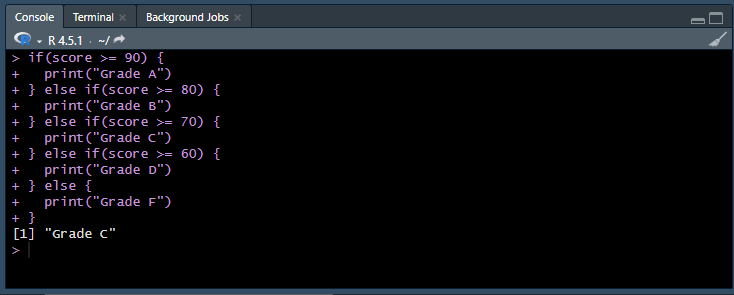 Console Terminal Background Jobs
R 4.5.1 · ~/
> if(score >= 90) {
+   print("Grade A")
+ } else if(score >= 80) {
+   print("Grade B")
+ } else if(score >= 70) {
+   print("Grade C")
+ } else if(score >= 60) {
+   print("Grade D")
+ } else {
+   print("Grade F")
+ }
[1] "Grade C"
>